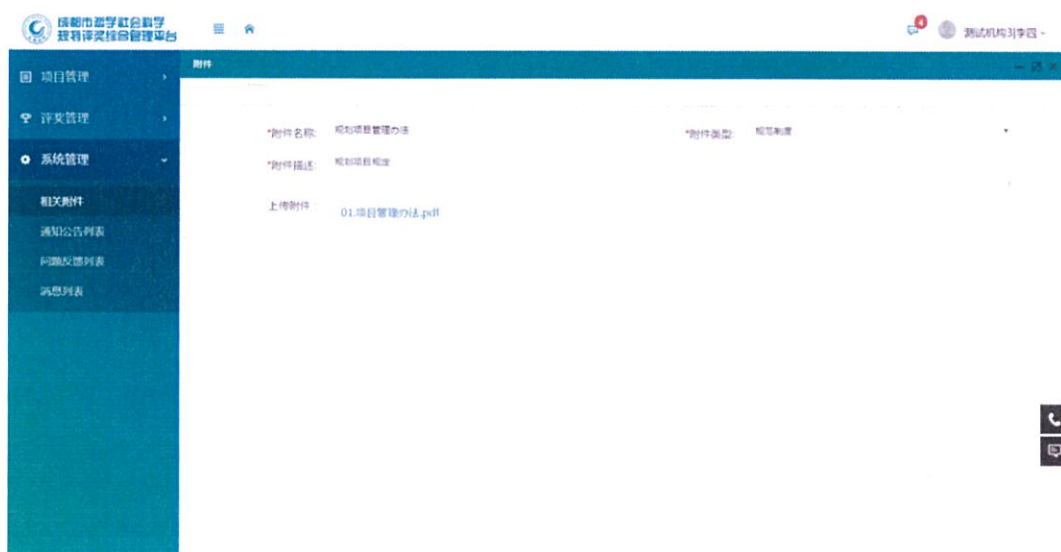 成都市哲学社会科学
规划评奖综合管理平台
4
测试机构3|李四
项目管理
评奖管理
系统管理
相关附件
通知公告列表
问题反馈列表
消息列表
附件
*附件名称:
规划项目管理办法
*附件类型:
规范制度
*附件描述:
规划项目规定
上传附件:
01.项目管理办法.pdf